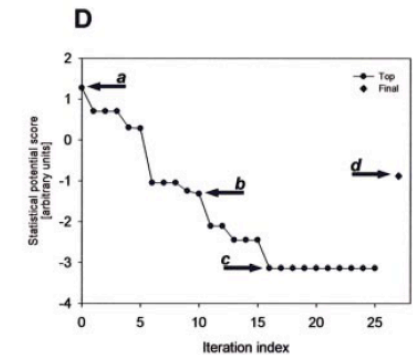 D
2
1
0
-1
-2
-3
-4
Statistical potential score
[arbitrary units]
a
b
c
d
Top
Final
0 5 10 15 20 25
Iteration index